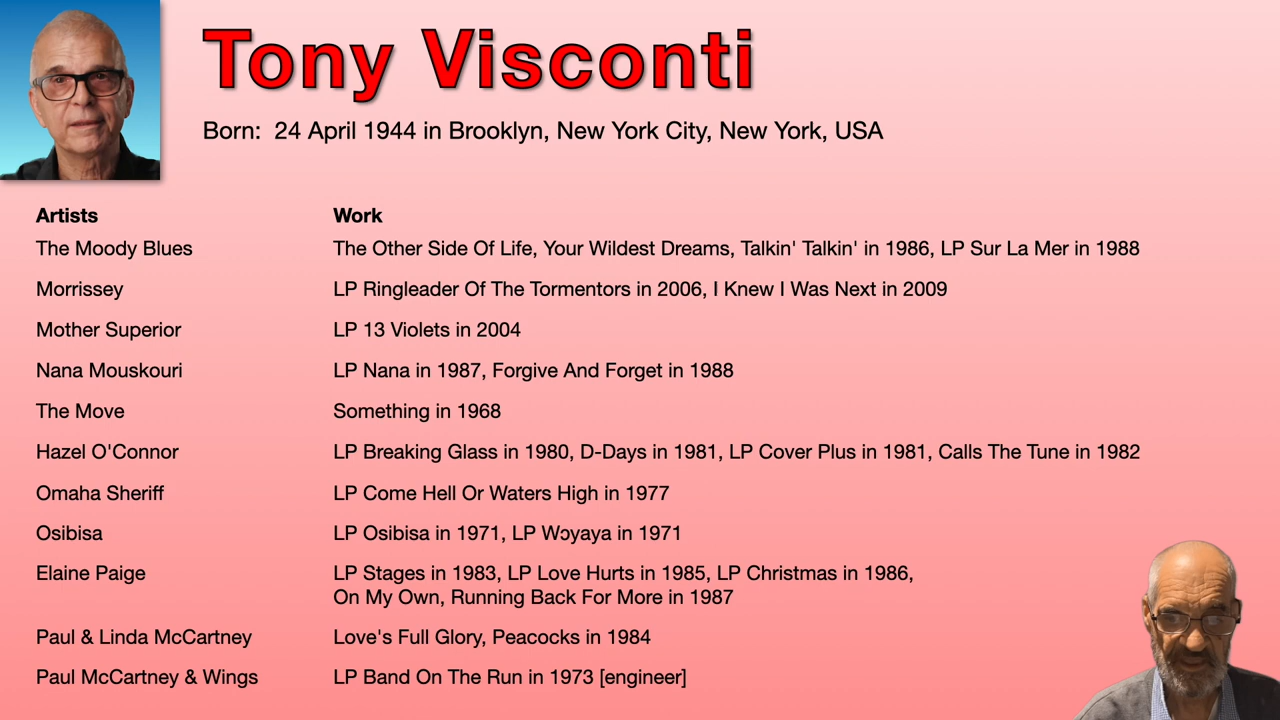 Tony Visconti
Born: 24 April 1944 in Brooklyn, New York City, New York, USA
Artists Work
The Moody Blues The Other Side Of Life, Your Wildest Dreams, Talkin' Talkin' in 1986, LP Sur La Mer in 1988
Morrissey LP Ringleader Of The Tormentors in 2006, I Knew I Was Next in 2009
Mother Superior LP 13 Violets in 2004
Nana Mouskouri LP Nana in 1987, Forgive And Forget in 1988
The Move Something in 1968
Hazel O'Connor LP Breaking Glass in 1980, D-Days in 1981, LP Cover Plus in 1981, Calls The Tune in 1982
Omaha Sheriff LP Come Hell Or Waters High in 1977
Osibisa LP Osibisa in 1971, LP Wɔyaya in 1971
Elaine Paige LP Stages in 1983, LP Love Hurts in 1985, LP Christmas in 1986,
On My Own, Running Back For More in 1987
Paul & Linda McCartney Love's Full Glory, Peacocks in 1984
Paul McCartney & Wings LP Band On The Run in 1973 [engineer]